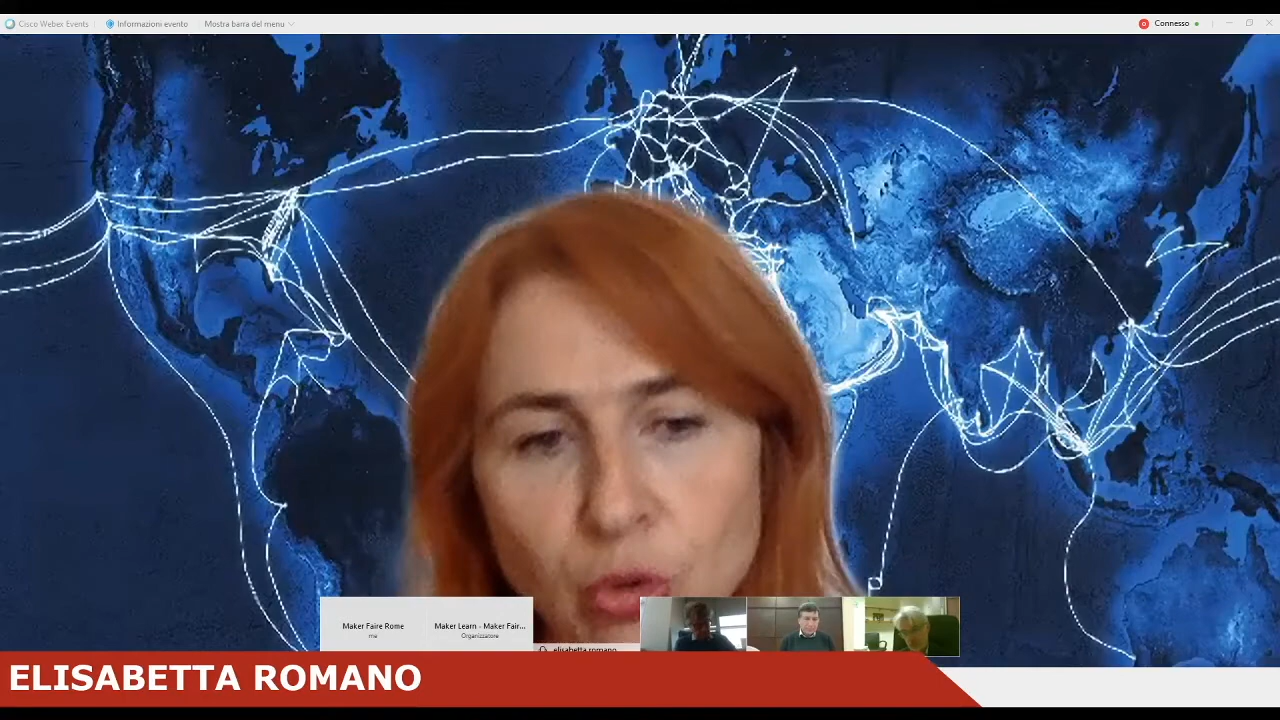 Cisco Webex Events
Informazioni evento
Mostra barra del menu
Connesso
Maker Faire Rome
me
Maker Learn - Maker Fair...
Organizzatore
elisabetta romano
ELISABETTA ROMANO